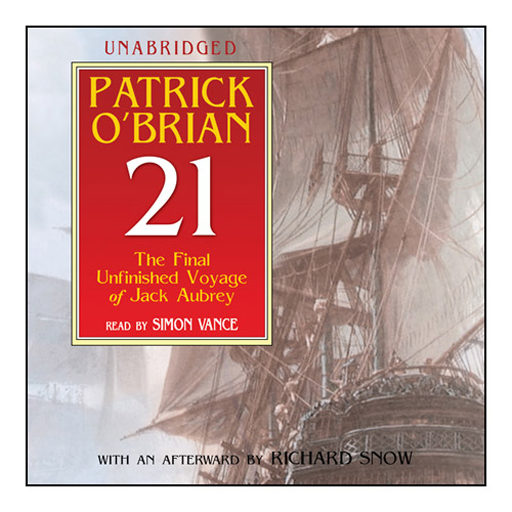 UNABRIDGED
PATRICK
O'BRIAN
21
The Final
Unfinished Voyage
of Jack Aubrey
READ BY SIMON VANCE
WITH AN AFTERWARD BY RICHARD SNOW